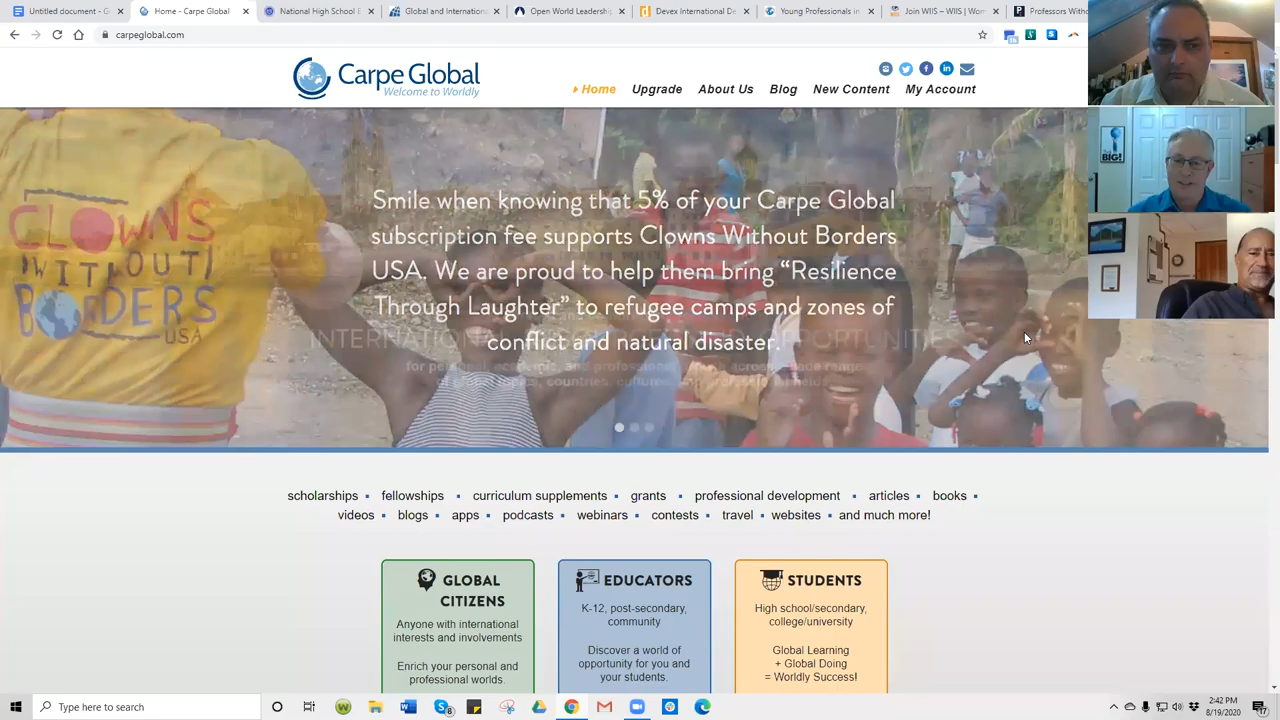 Untitled document - G
Home - Carpe Global
National High School E
Global and Internationa
Open World Leadership
Devex International De
Young Professionals in
Join WIIS – WIIS | Wom
Professors Without
carpeglobal.com
Carpe Global
Welcome to Worldly
Home
Upgrade
About Us
Blog
New Content
My Account
BIG!
CLOWNS
WITHOUT
BORDERS
USA
Smile when knowing that 5% of your Carpe Global
subscription fee supports Clowns Without Borders
USA. We are proud to help them bring “Resilience
Through Laughter” to refugee camps and zones of
conflict and natural disaster.
scholarships ▪ fellowships ▪ curriculum supplements ▪ grants ▪ professional development ▪ articles ▪ books ▪
videos ▪ blogs ▪ apps ▪ podcasts ▪ webinars ▪ contests ▪ travel ▪ websites ▪ and much more!
GLOBAL
CITIZENS
Anyone with international
interests and involvements
Enrich your personal and
professional worlds.
EDUCATORS
K-12, post-secondary,
community
Discover a world of
opportunity for you and
your students.
STUDENTS
High school/secondary,
college/university
Global Learning
+ Global Doing
= Worldly Success!
Type here to search
2:42 PM
8/19/2020
17